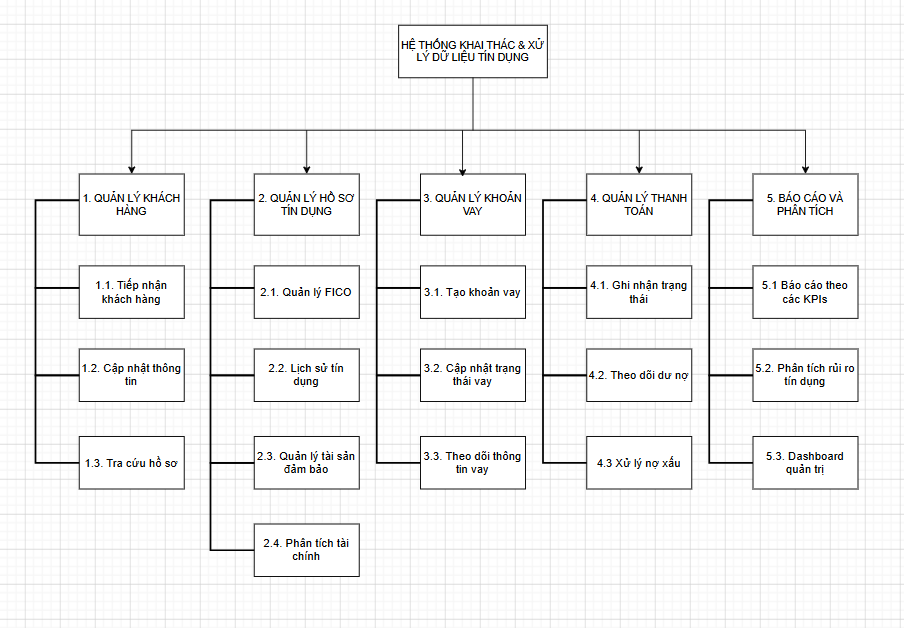 HỆ THỐNG KHAI THÁC & XỬ
LÝ DỮ LIỆU TÍN DỤNG
1. QUẢN LÝ KHÁCH
HÀNG
2. QUẢN LÝ HỒ SƠ
TÍN DỤNG
3. QUẢN LÝ KHOẢN
VAY
4. QUẢN LÝ THANH
TOÁN
5. BÁO CÁO VÀ
PHÂN TÍCH
1.1. Tiếp nhận
khách hàng
2.1. Quản lý FICO
3.1. Tạo khoản vay
4.1. Ghi nhận trạng
thái
5.1 Báo cáo theo
các KPIs
1.2. Cập nhật thông
tin
2.2. Lịch sử tín
dụng
3.2. Cập nhật trạng
thái vay
4.2. Theo dõi dư nợ
5.2. Phân tích rủi ro
tín dụng
1.3. Tra cứu hồ sơ
2.3. Quản lý tài sản
đảm bảo
3.3. Theo dõi thông
tin vay
4.3 Xử lý nợ xấu
5.3. Dashboard
quản trị
2.4. Phân tích tài
chính